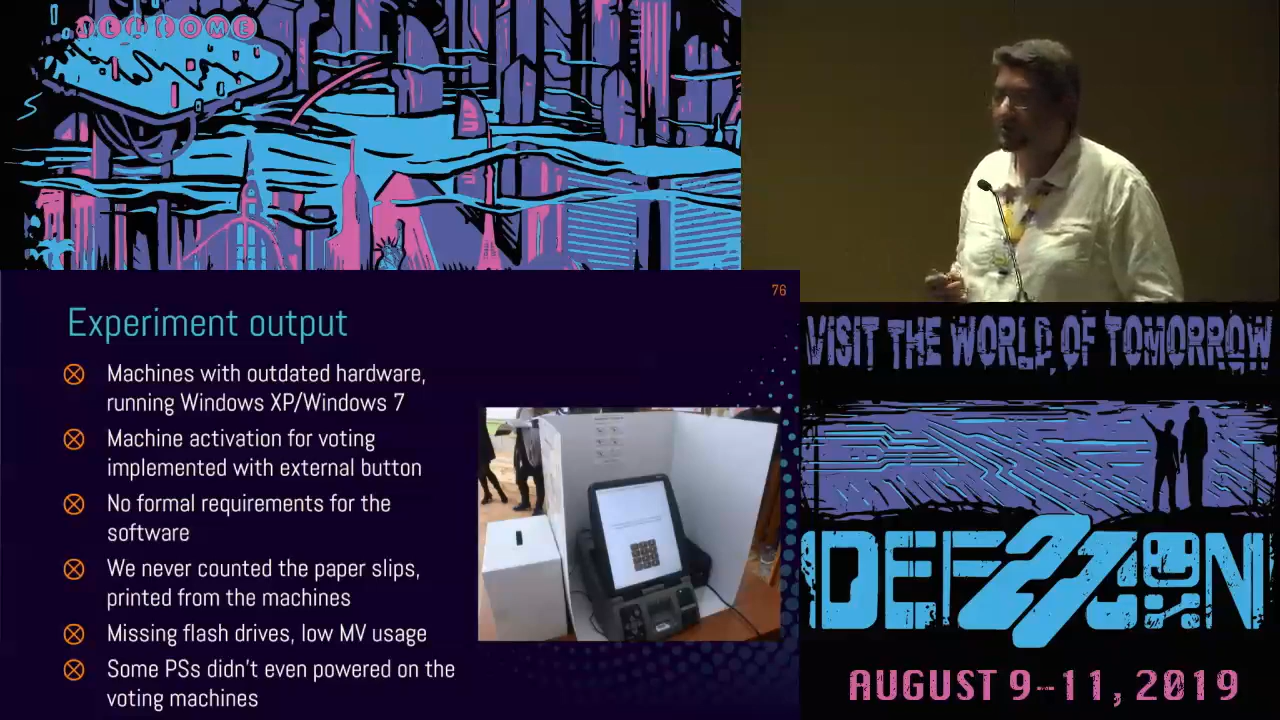 WELCOME
76
Experiment output
Machines with outdated hardware,
running Windows XP/Windows 7
Machine activation for voting
implemented with external button
No formal requirements for the
software
We never counted the paper slips,
printed from the machines
Missing flash drives, low MV usage
Some PSs didn't even powered on the
voting machines
VISIT THE WORLD OF TOMORROW
DEF27CON
AUGUST 9-11, 2019